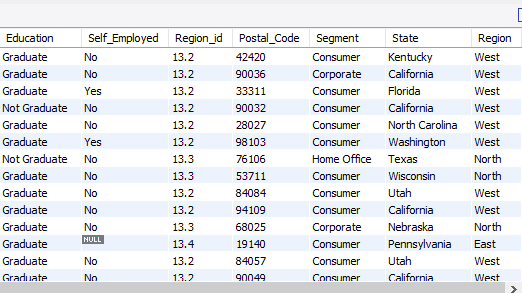 Education Self_Employed Region_id Postal_Code Segment State Region
Graduate No 13.2 42420 Consumer Kentucky West
Graduate No 13.2 90036 Corporate California West
Graduate Yes 13.2 33311 Consumer Florida West
Not Graduate No 13.2 90032 Consumer California West
Graduate No 13.2 28027 Consumer North Carolina West
Graduate Yes 13.2 98103 Consumer Washington West
Not Graduate No 13.3 76106 Home Office Texas North
Graduate No 13.3 53711 Consumer Wisconsin North
Graduate No 13.2 84084 Consumer Utah West
Graduate No 13.2 94109 Consumer California West
Graduate No 13.3 68025 Corporate Nebraska North
Graduate NULL 13.4 19140 Consumer Pennsylvania East
Graduate No 13.2 84057 Consumer Utah West
Graduate No 13.2 90049 Consumer California West